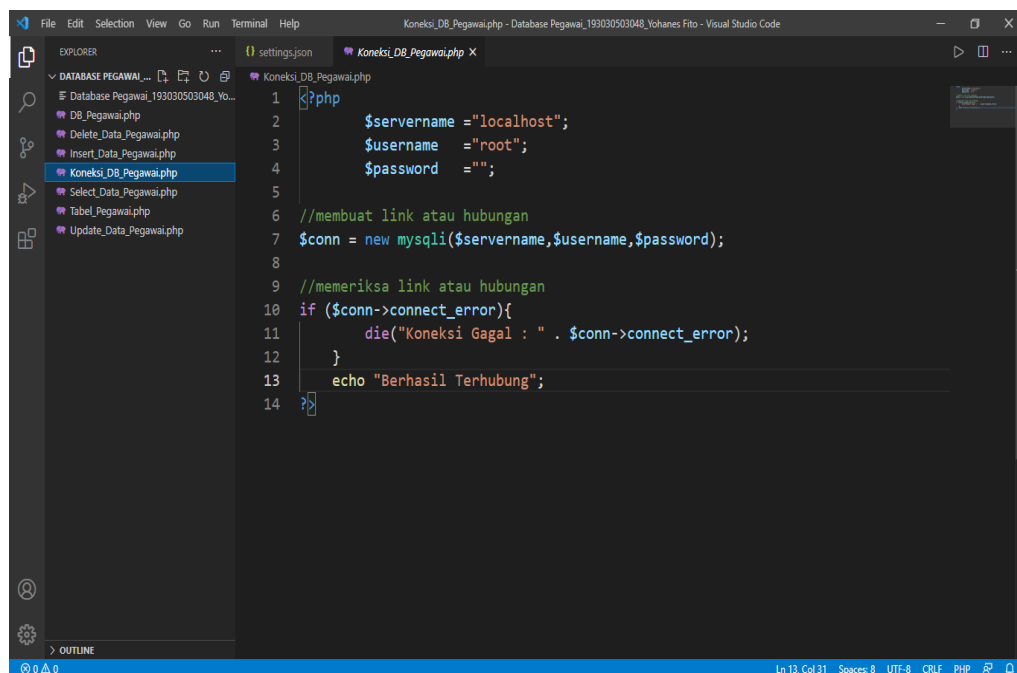 File Edit Selection View Go Run Terminal Help
Koneksi_DB_Pegawai.php - Database Pegawai_193030503048_Yohanes Fito - Visual Studio Code
EXPLORER
DATABASE PEGAWAI_...
Database Pegawai_193030503048_Yo...
DB_Pegawai.php
Delete_Data_Pegawai.php
Insert_Data_Pegawai.php
Koneksi_DB_Pegawai.php
Select_Data_Pegawai.php
Tabel_Pegawai.php
Update_Data_Pegawai.php
OUTLINE
{} settings.json
Koneksi_DB_Pegawai.php
Koneksi_DB_Pegawai.php
1 <?php
2 $servername ="localhost";
3 $username ="root";
4 $password ="";
5
6 //membuat link atau hubungan
7 $conn = new mysqli($servername,$username,$password);
8
9 //memeriksa link atau hubungan
10 if ($conn->connect_error){
11 die("Koneksi Gagal : " . $conn->connect_error);
12 }
13 echo "Berhasil Terhubung";
14 ?>
0 0
Ln 13, Col 31 Spaces: 8 UTF-8 CRLF PHP